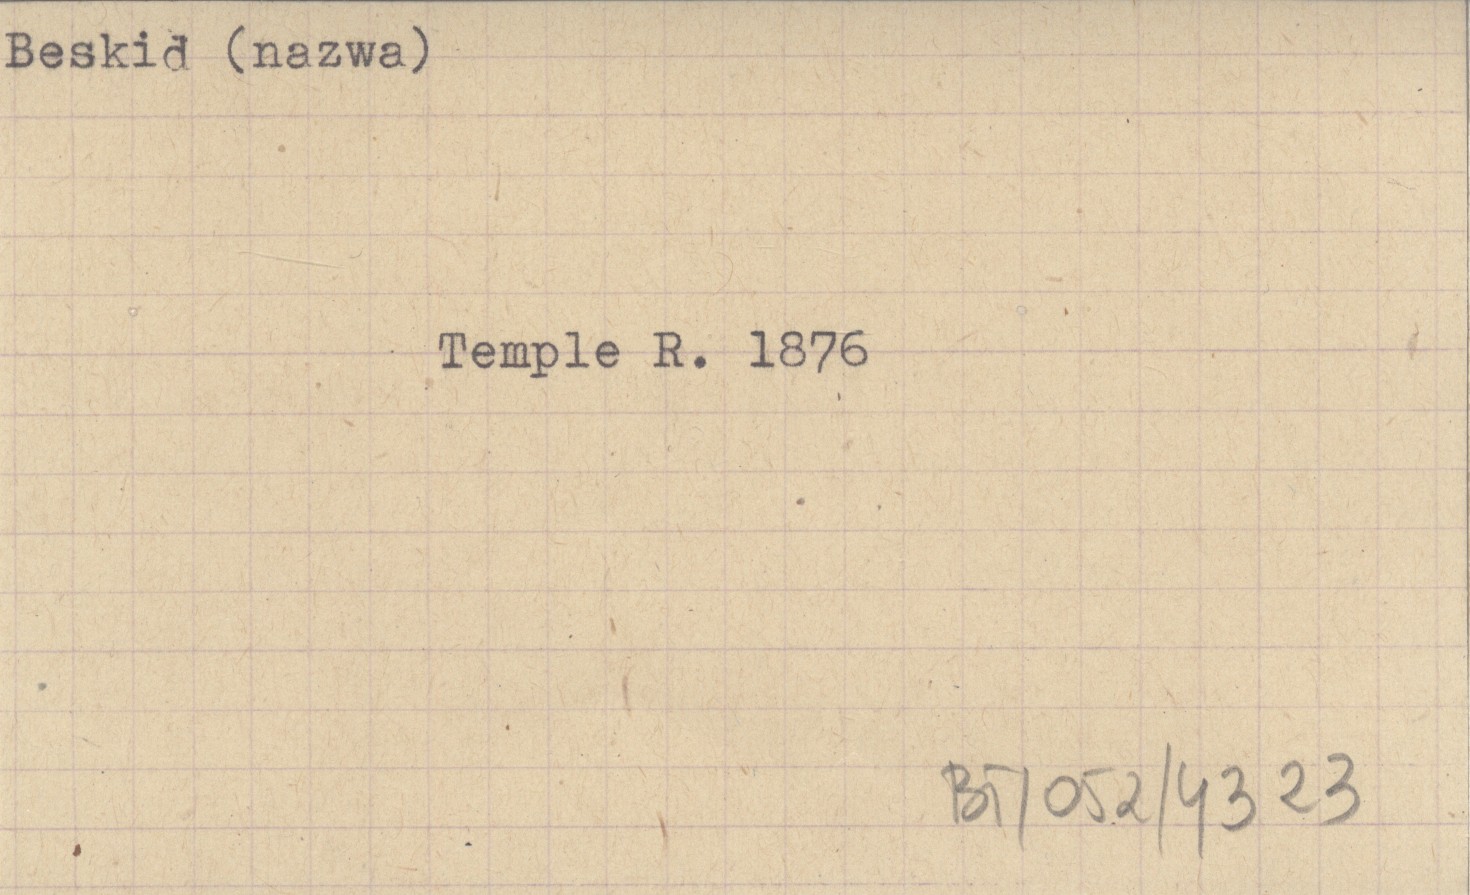 Beskid (nazwa)
Temple R. 1876
BT/052/4323